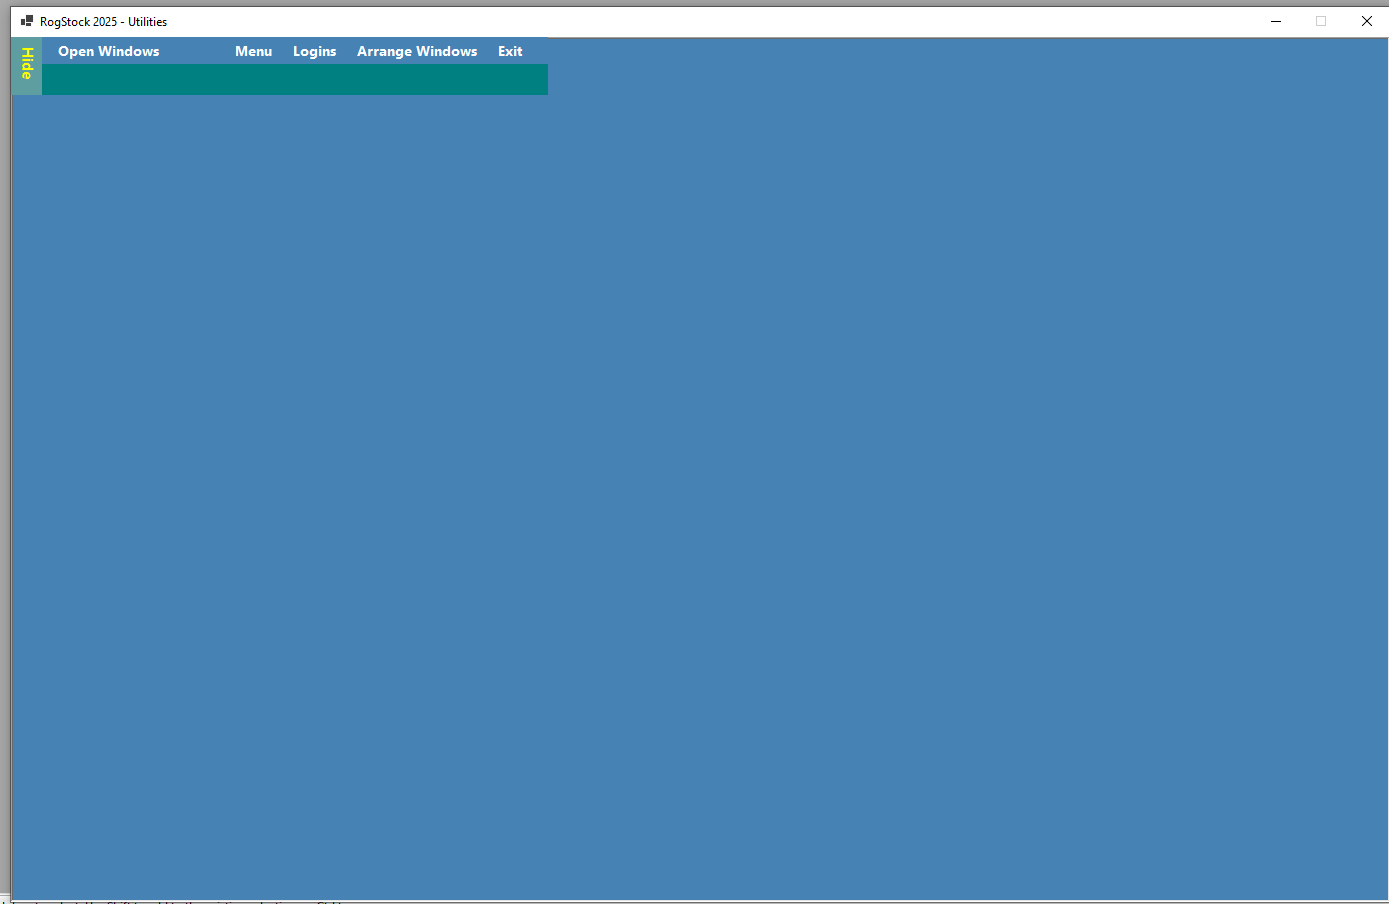 RogStock 2025 - Utilities
Hide
Open Windows Menu Logins Arrange Windows Exit